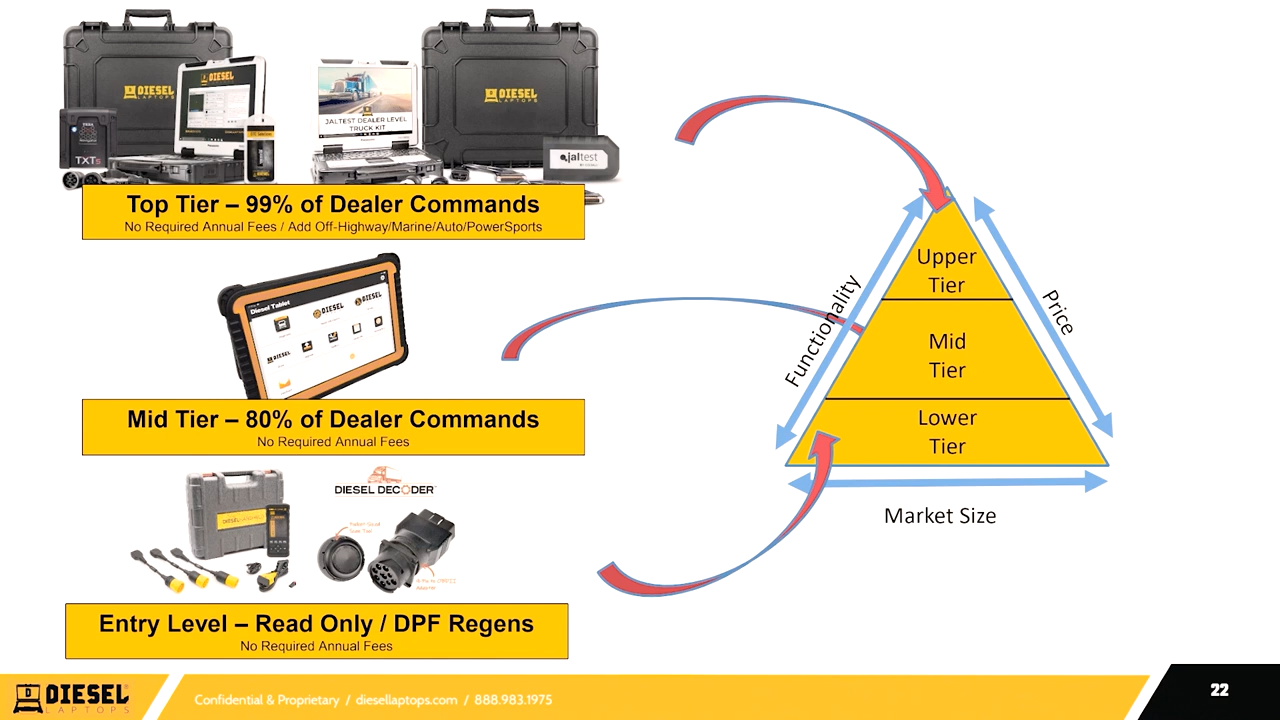 DIESEL
LAPTOPS
DIESEL
TEXA
TXTs
JALTEST DEALER LEVEL
TRUCK KIT
DIESEL
LAPTOPS
jaltest
Top Tier – 99% of Dealer Commands
No Required Annual Fees / Add Off-Highway/Marine/Auto/PowerSports
Upper
Tier
Functionality
Price
Diesel Tablet
DIESEL
DIESEL
DIESEL
Mid
Tier
Mid Tier – 80% of Dealer Commands
No Required Annual Fees
Lower
Tier
DIESEL DECODER
Market Size
Entry Level – Read Only / DPF Regens
No Required Annual Fees
DIESEL
LAPTOPS
Confidential & Proprietary / diesellaptops.com / 888.983.1975
22